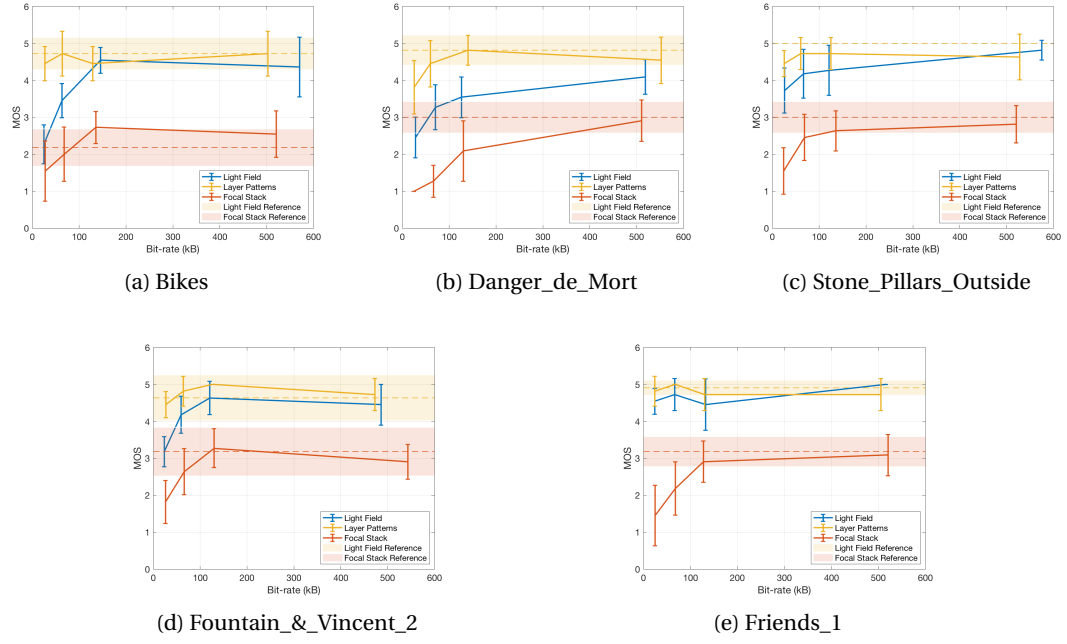 6
5
4
3
2
1
0
MOS
0 100 200 300 400 500 600
Bit-rate (kB)
Light Field
Layer Patterns
Focal Stack
Light Field Reference
Focal Stack Reference
(a) Bikes
6
5
4
3
2
1
0
MOS
0 100 200 300 400 500 600
Bit-rate (kB)
Light Field
Layer Patterns
Focal Stack
Light Field Reference
Focal Stack Reference
(b) Danger_de_Mort
6
5
4
3
2
1
0
MOS
0 100 200 300 400 500 600
Bit-rate (kB)
Light Field
Layer Patterns
Focal Stack
Light Field Reference
Focal Stack Reference
(c) Stone_Pillars_Outside
6
5
4
3
2
1
0
MOS
0 100 200 300 400 500 600
Bit-rate (kB)
Light Field
Layer Patterns
Focal Stack
Light Field Reference
Focal Stack Reference
(d) Fountain_&_Vincent_2
6
5
4
3
2
1
0
MOS
0 100 200 300 400 500 600
Bit-rate (kB)
Light Field
Layer Patterns
Focal Stack
Light Field Reference
Focal Stack Reference
(e) Friends_1